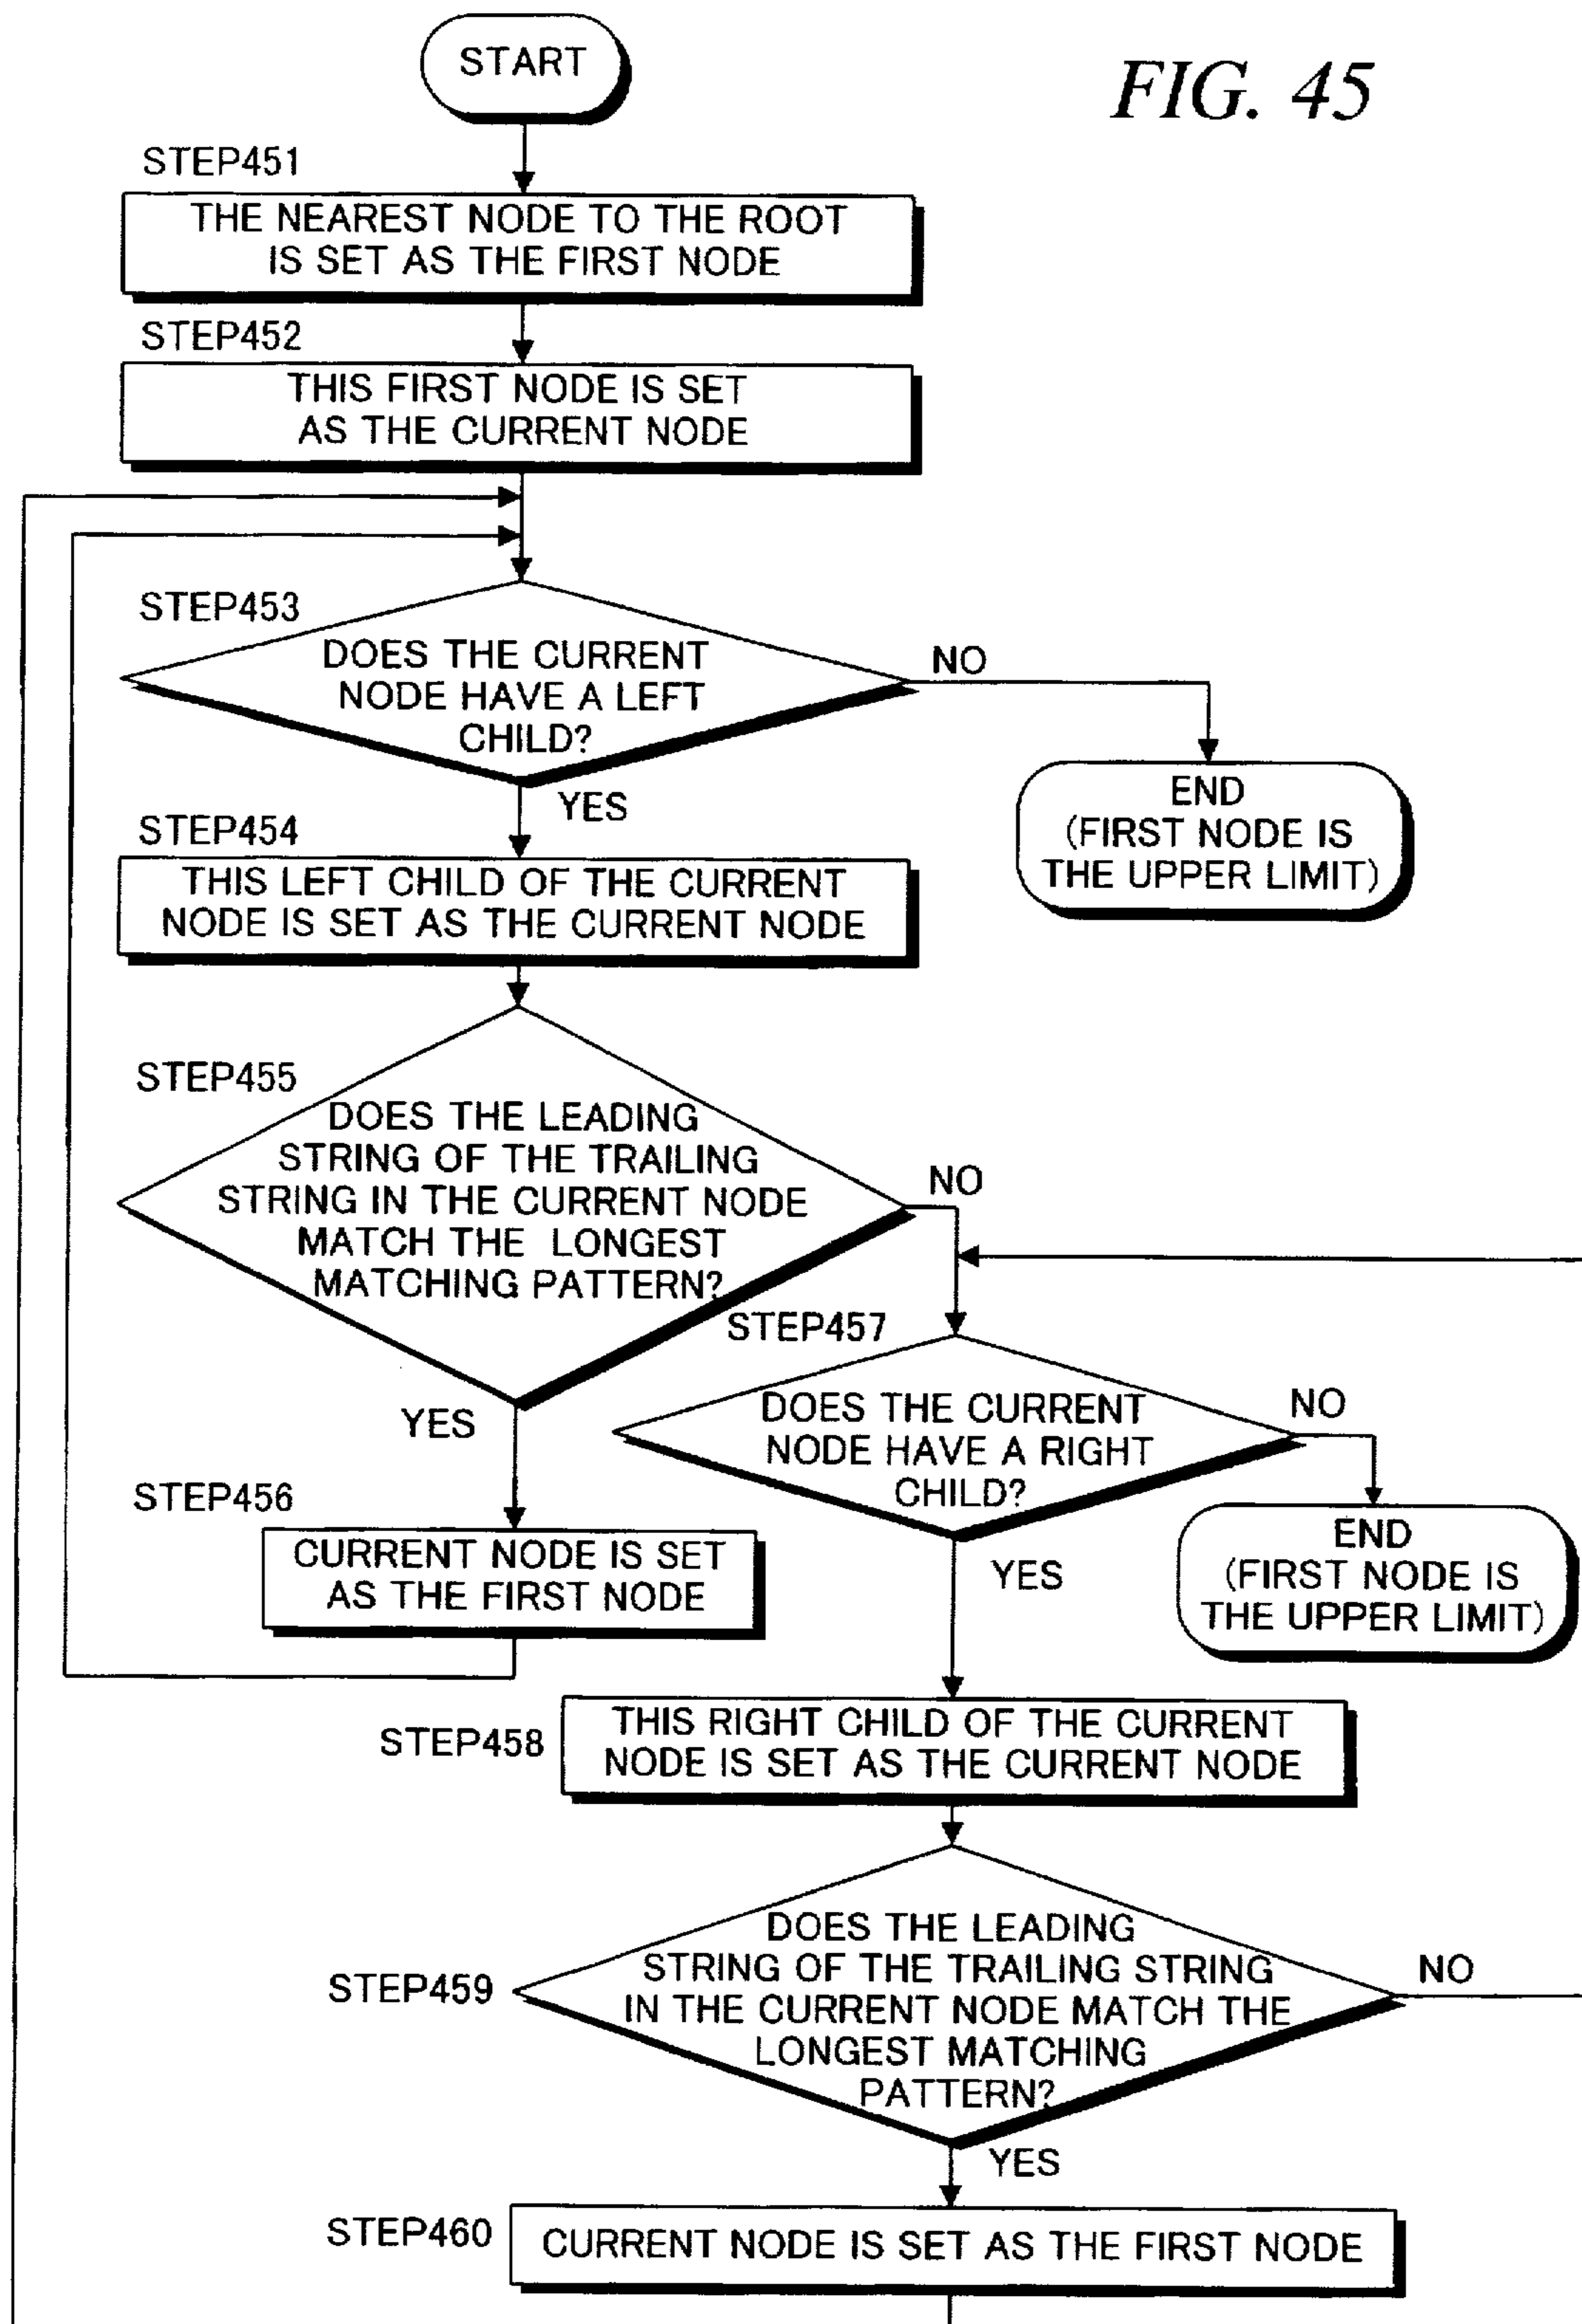 START
FIG. 45
STEP451
THE NEAREST NODE TO THE ROOT
IS SET AS THE FIRST NODE
STEP452
THIS FIRST NODE IS SET
AS THE CURRENT NODE
STEP453
DOES THE CURRENT
NODE HAVE A LEFT
CHILD?
NO
END
(FIRST NODE IS
THE UPPER LIMIT)
YES
STEP454
THIS LEFT CHILD OF THE CURRENT
NODE IS SET AS THE CURRENT NODE
STEP455
DOES THE LEADING
STRING OF THE TRAILING
STRING IN THE CURRENT NODE
MATCH THE LONGEST
MATCHING PATTERN?
NO
YES
STEP456
CURRENT NODE IS SET
AS THE FIRST NODE
STEP457
DOES THE CURRENT
NODE HAVE A RIGHT
CHILD?
NO
END
(FIRST NODE IS
THE UPPER LIMIT)
YES
STEP458
THIS RIGHT CHILD OF THE CURRENT
NODE IS SET AS THE CURRENT NODE
STEP459
DOES THE LEADING
STRING OF THE TRAILING STRING
IN THE CURRENT NODE MATCH THE
LONGEST MATCHING
PATTERN?
NO
YES
STEP460
CURRENT NODE IS SET AS THE FIRST NODE